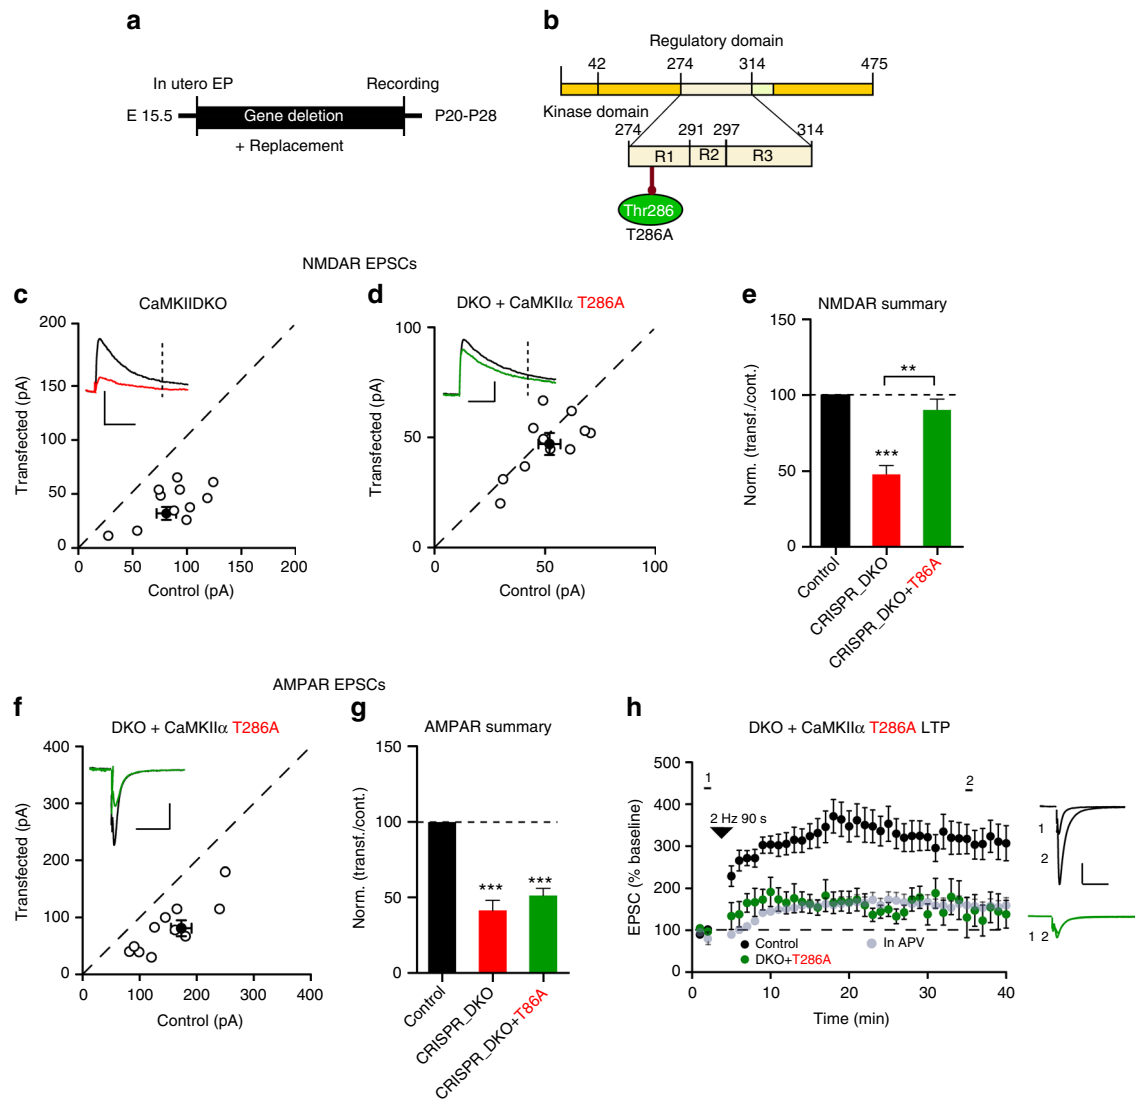 a
In utero EP
Recording
E 15.5
Gene deletion
P20-P28
+ Replacement
b
Regulatory domain
42
274
314
475
Kinase domain
274
291
297
314
R1
R2
R3
Thr286
T286A
NMDAR EPSCs
c
CaMKIIDKO
Transfected (pA)
200
150
100
50
0
0
50
100
150
200
Control (pA)
d
DKO + CaMKIIα T286A
Transfected (pA)
100
50
0
0
50
100
Control (pA)
e
NMDAR summary
Norm. (transf./cont.)
150
100
50
0
**
***
Control
CRISPR_DKO
CRISPR_DKO+T86A
AMPAR EPSCs
f
DKO + CaMKIIα T286A
Transfected (pA)
400
300
200
100
0
0
100
200
300
400
Control (pA)
g
AMPAR summary
Norm. (transf./cont.)
150
100
50
0
***
***
Control
CRISPR_DKO
CRISPR_DKO+T86A
h
DKO + CaMKIIα T286A LTP
EPSC (% baseline)
500
400
300
200
100
0
1
2
2 Hz 90 s
Control
In APV
DKO+T286A
0
10
20
30
40
Time (min)
1
2
1 2